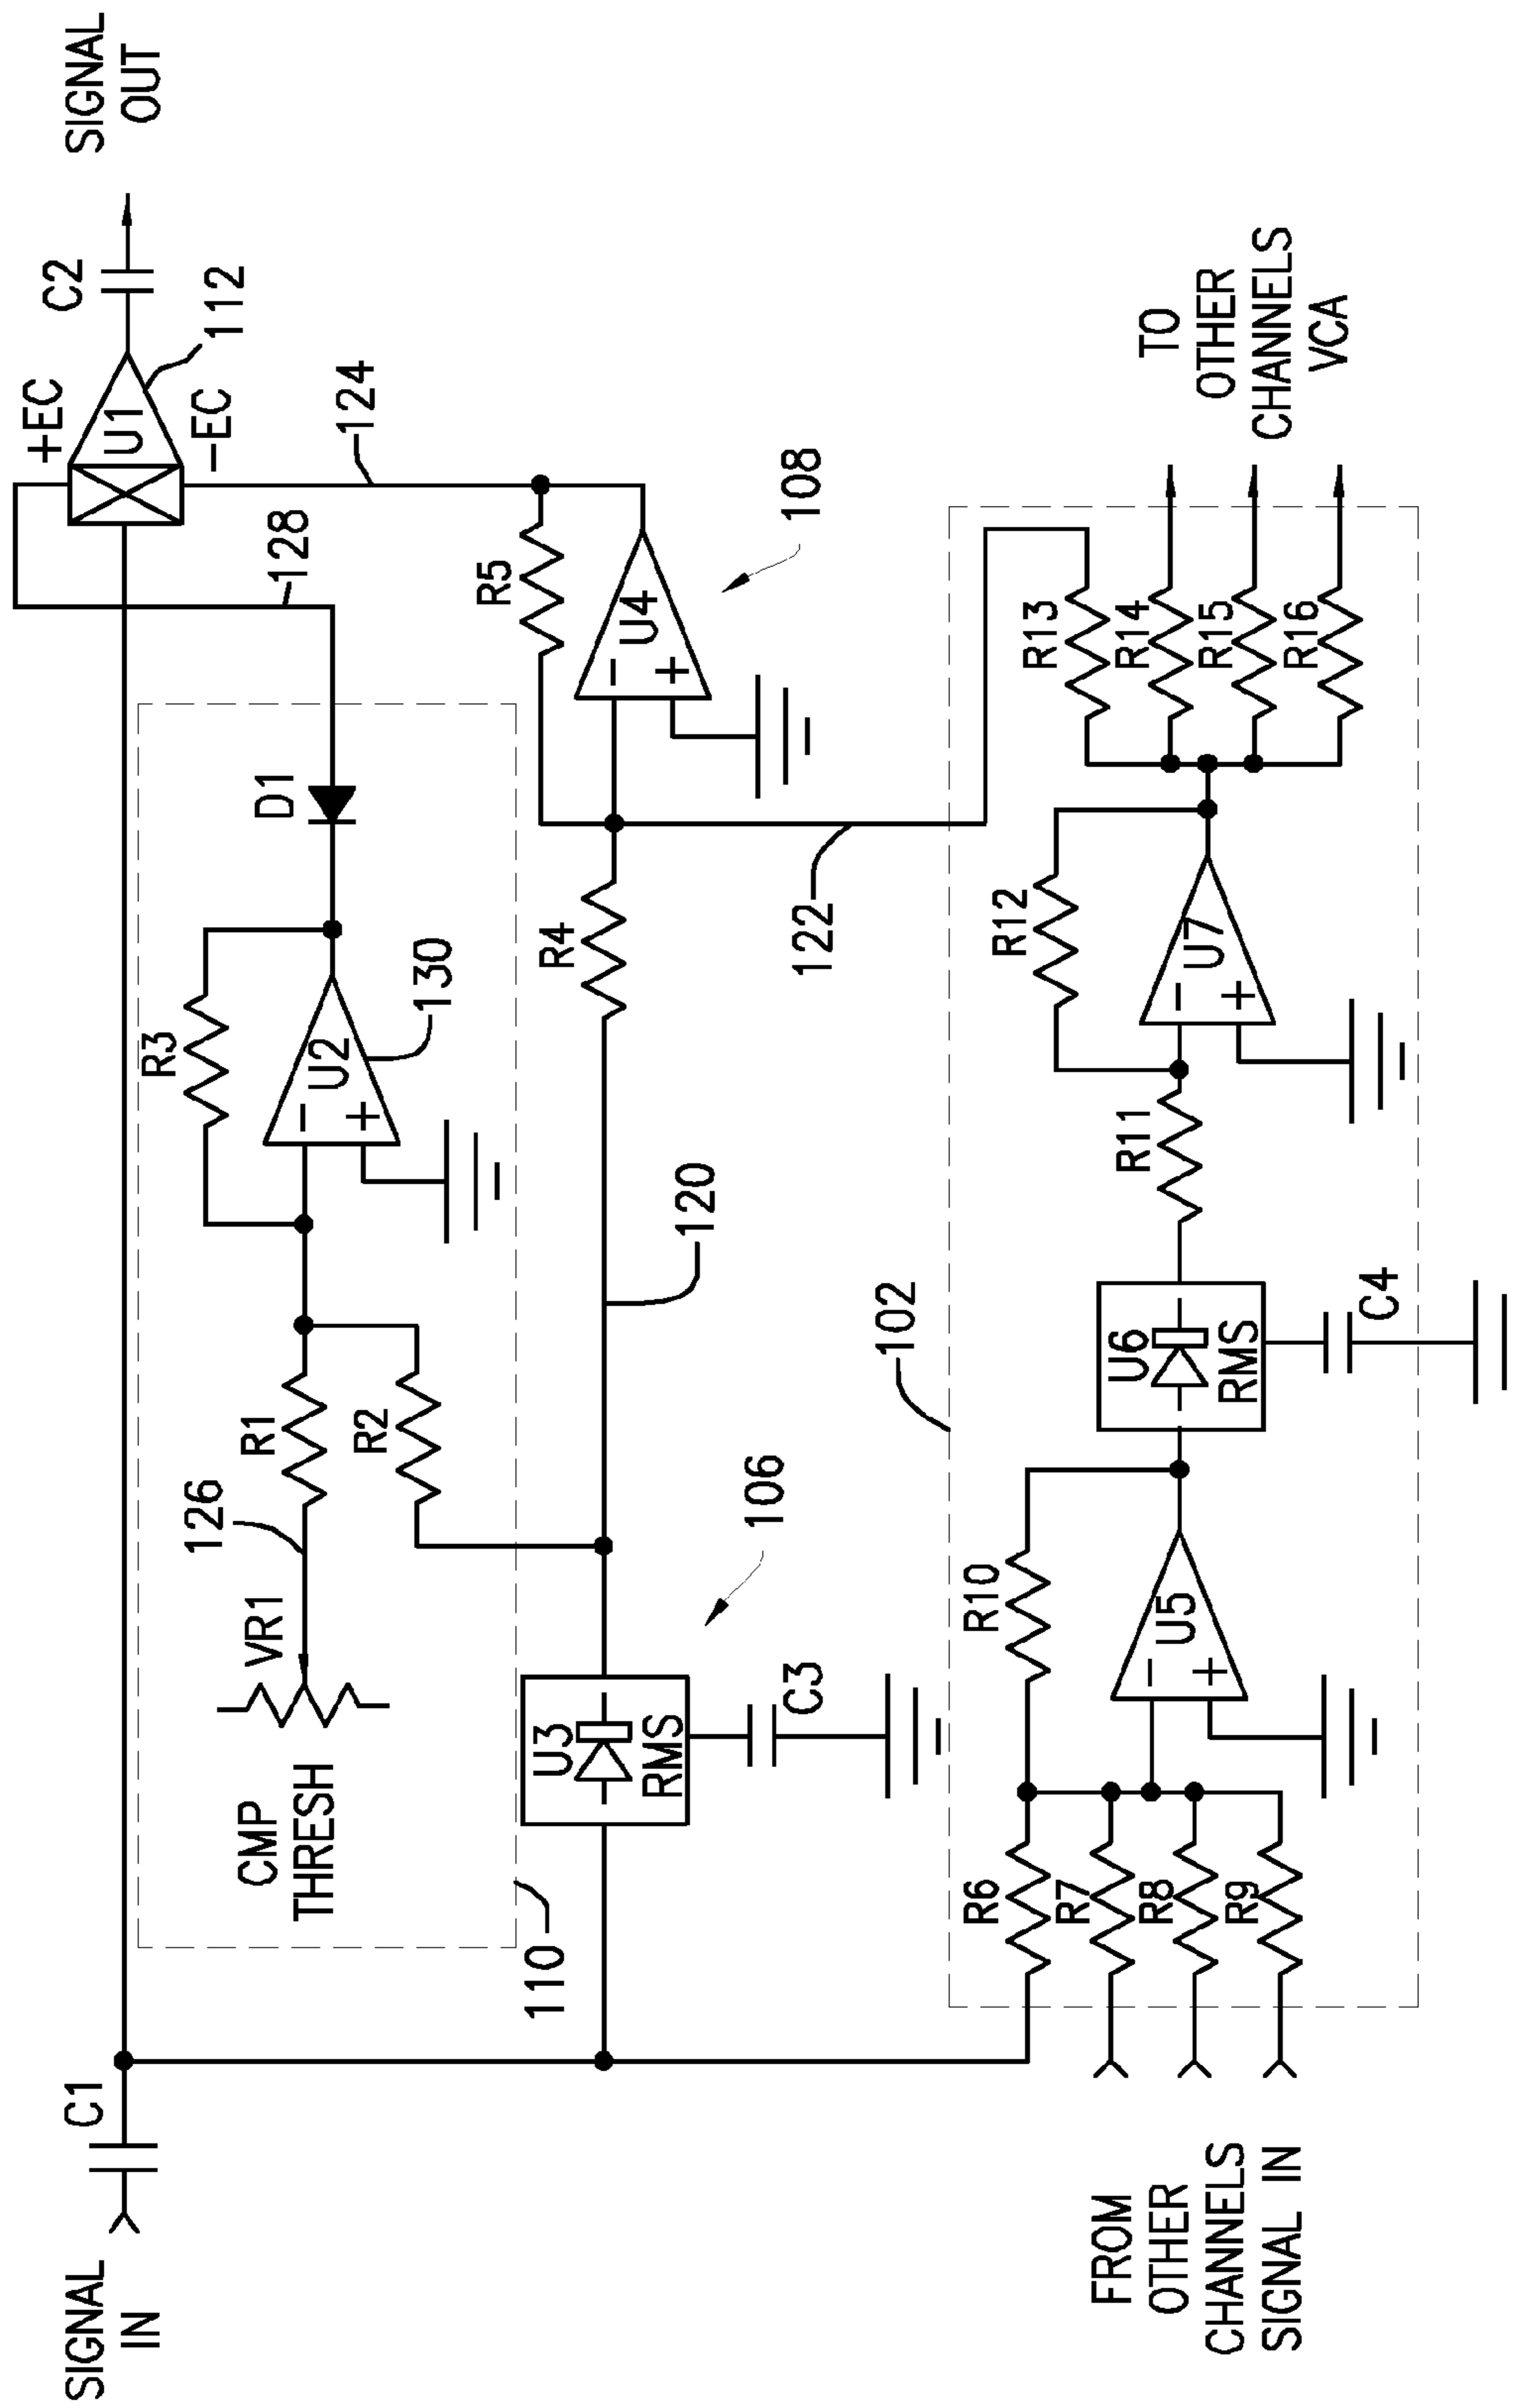 SIGNAL
IN
C1
+EC
U1
-EC
C2
112
SIGNAL
OUT
128
124
CMP
THRESH
VR1
126
R1
R2
R3
U2
- +
130
D1
110
U3
RMS
C3
106
120
R4
R5
U4
- +
108
122
102
FROM
OTHER
CHANNELS
SIGNAL IN
R6
R7
R8
R9
R10
U5
- +
U6
RMS
C4
R11
R12
U7
- +
R13
R14
R15
R16
TO
OTHER
CHANNELS
VCA